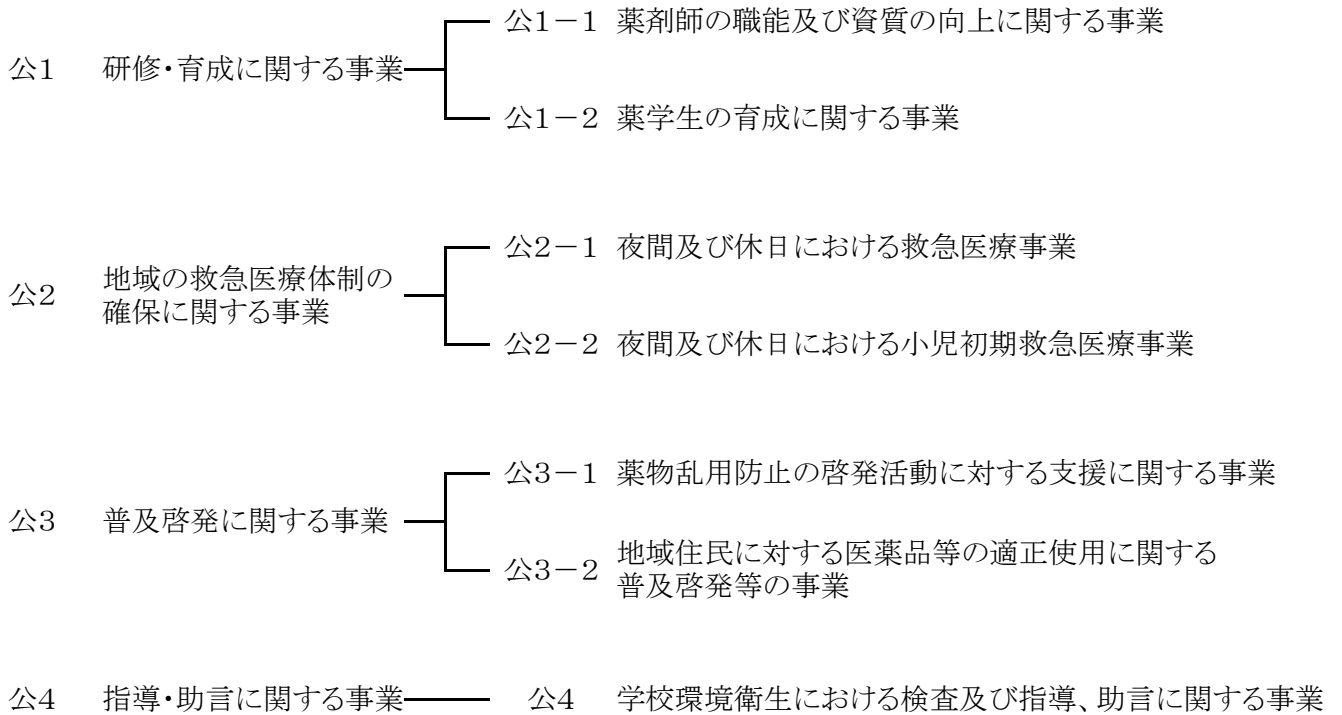 公1－1 薬剤師の職能及び資質の向上に関する事業
公1 研修・育成に関する事業
公1－2 薬学生の育成に関する事業
公2－1 夜間及び休日における救急医療事業
公2 地域の救急医療体制の
確保に関する事業
公2－2 夜間及び休日における小児初期救急医療事業
公3－1 薬物乱用防止の啓発活動に対する支援に関する事業
公3 普及啓発に関する事業
公3－2 地域住民に対する医薬品等の適正使用に関する
普及啓発等の事業
公4 指導・助言に関する事業 公4 学校環境衛生における検査及び指導、助言に関する事業